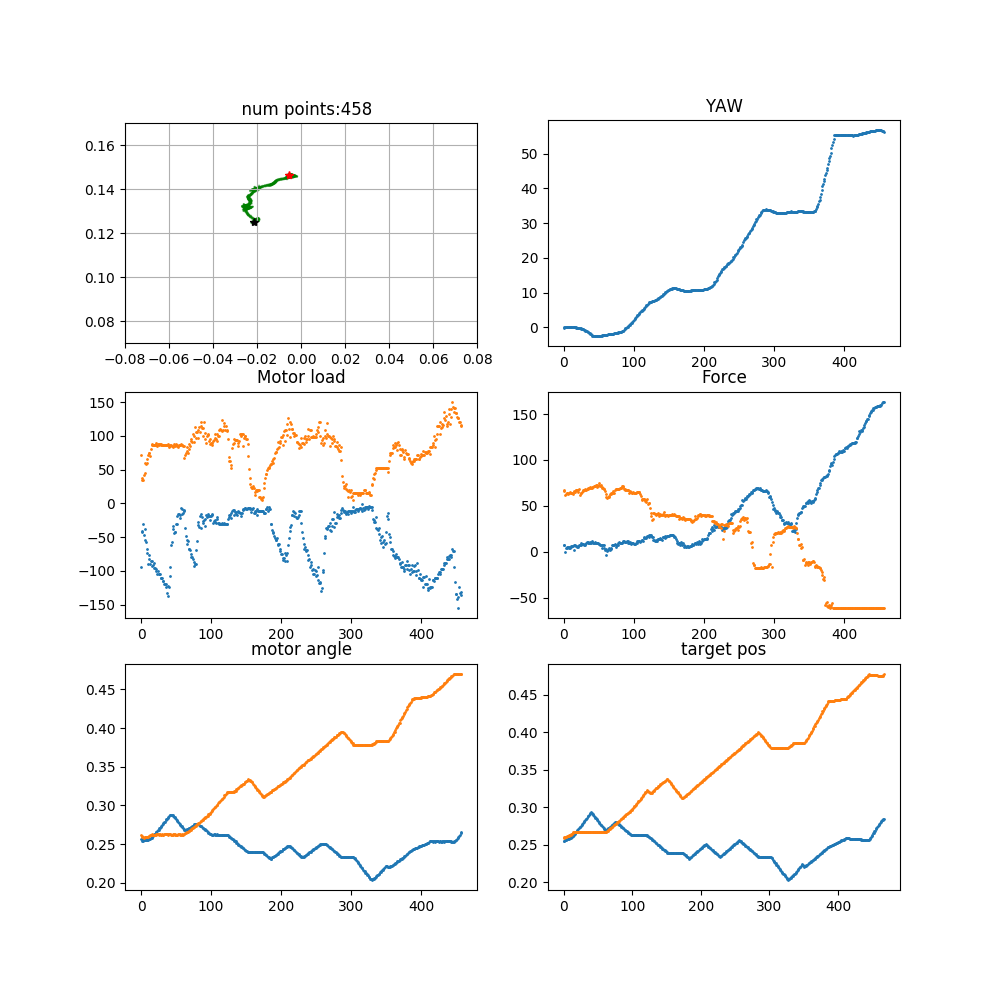 num points:458
0.16
0.14
0.12
0.10
0.08
−0.08 −0.06 −0.04 −0.02 0.00 0.02 0.04 0.06 0.08
YAW
50
40
30
20
10
0
0 100 200 300 400
Motor load
150
100
50
0
−50
−100
−150
0 100 200 300 400
Force
150
100
50
0
−50
0 100 200 300 400
motor angle
0.45
0.40
0.35
0.30
0.25
0.20
0 100 200 300 400
target pos
0.45
0.40
0.35
0.30
0.25
0.20
0 100 200 300 400